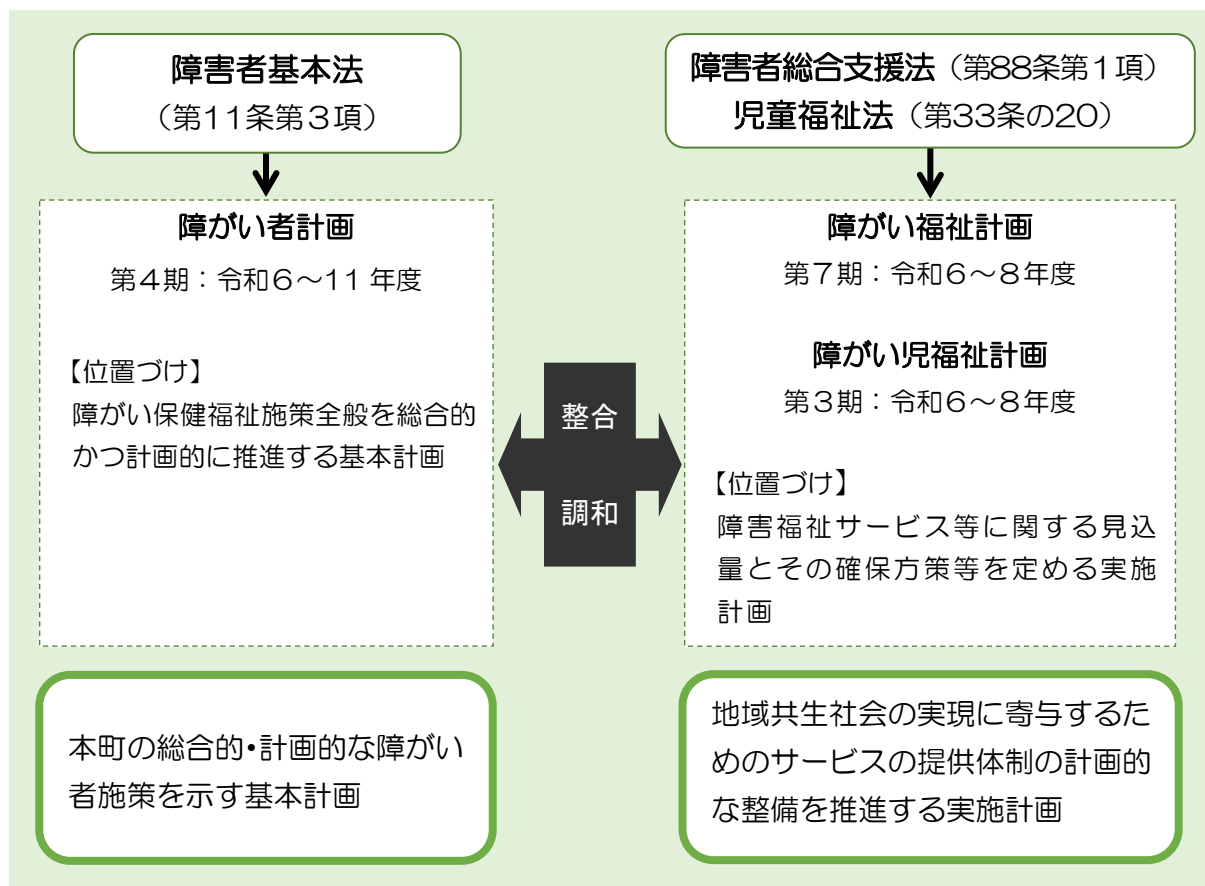 障害者基本法
（第11条第３項）
障がい者計画
第４期：令和６～11 年度
【位置づけ】
障がい保健福祉施策全般を総合的
かつ計画的に推進する基本計画
本町の総合的・計画的な障がい
者施策を示す基本計画
整合
調和
障害者総合支援法（第88条第１項）
児童福祉法（第33条の20）
障がい福祉計画
第７期：令和６～８年度
障がい児福祉計画
第３期：令和６～８年度
【位置づけ】
障害福祉サービス等に関する見込
量とその確保方策等を定める実施
計画
地域共生社会の実現に寄与するた
めのサービスの提供体制の計画的
な整備を推進する実施計画